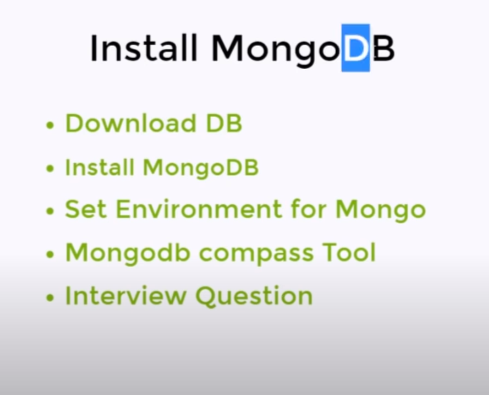 Install MongoDB
• Download DB
• Install MongoDB
• Set Environment for Mongo
• Mongodb compass Tool
• Interview Question